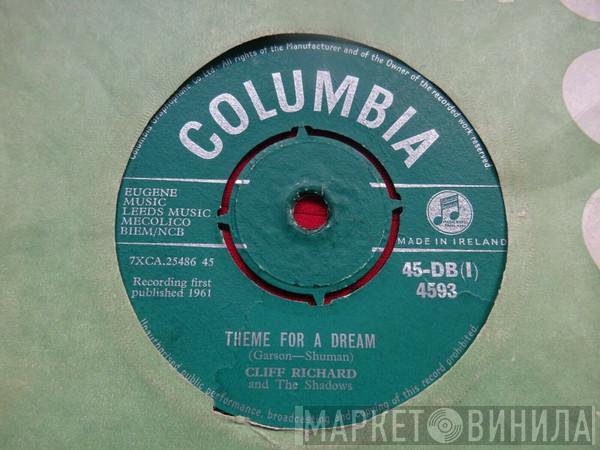 Columbia Graphophone Co. Ltd.- All rights of the Manufacturer and of the Owner of the recorded work reserved
COLUMBIA
EUGENE
MUSIC
LEEDS MUSIC
MECOLICO
BIEM/NCB
MADE IN IRELAND
7XCA.25486 45
45-DB(I)
4593
Recording first
published 1961
THEME FOR A DREAM
(Garson—Shuman)
CLIFF RICHARD
and The Shadows
Unauthorised public performance, broadcasting and copying of this record prohibited.
МАРКЕТ ВИНИЛА